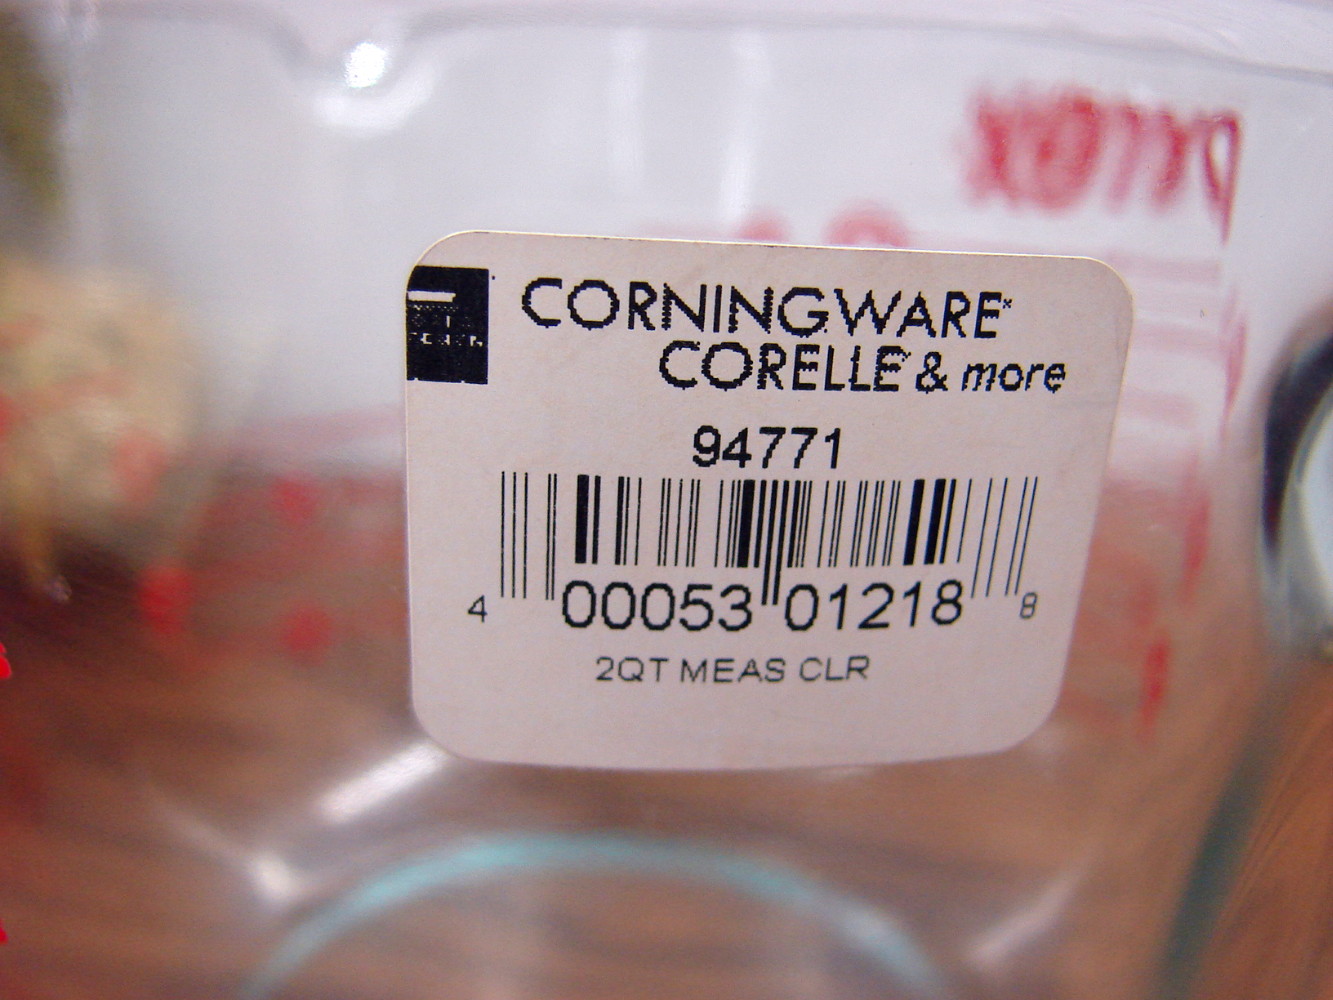 CORNINGWARE
CORELLE & more
94771
4 00053 01218 8
2QT MEAS CLR